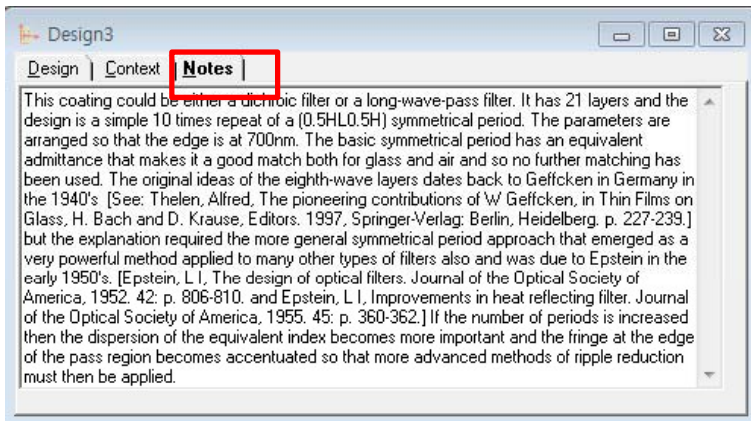 Design3
Design Context Notes
This coating could be either a dichroic filter or a long-wave-pass filter. It has 21 layers and the
design is a simple 10 times repeat of a (0.5HL0.5H) symmetrical period. The parameters are
arranged so that the edge is at 700nm. The basic symmetrical period has an equivalent
admittance that makes it a good match both for glass and air and so no further matching has
been used. The original ideas of the eighth-wave layers dates back to Geffcken in Germany in
the 1940's [See: Thelen, Alfred, The pioneering contributions of W Geffcken, in Thin Films on
Glass, H. Bach and D. Krause, Editors. 1997, Springer-Verlag: Berlin, Heidelberg. p. 227-239.]
but the explanation required the more general symmetrical period approach that emerged as a
very powerful method applied to many other types of filters also and was due to Epstein in the
early 1950's. [Epstein, L I, The design of optical filters. Journal of the Optical Society of
America, 1952. 42: p. 806-810. and Epstein, L I, Improvements in heat reflecting filter. Journal
of the Optical Society of America, 1955. 45: p. 360-362.] If the number of periods is increased
then the dispersion of the equivalent index becomes more important and the fringe at the edge
of the pass region becomes accentuated so that more advanced methods of ripple reduction
must then be applied.